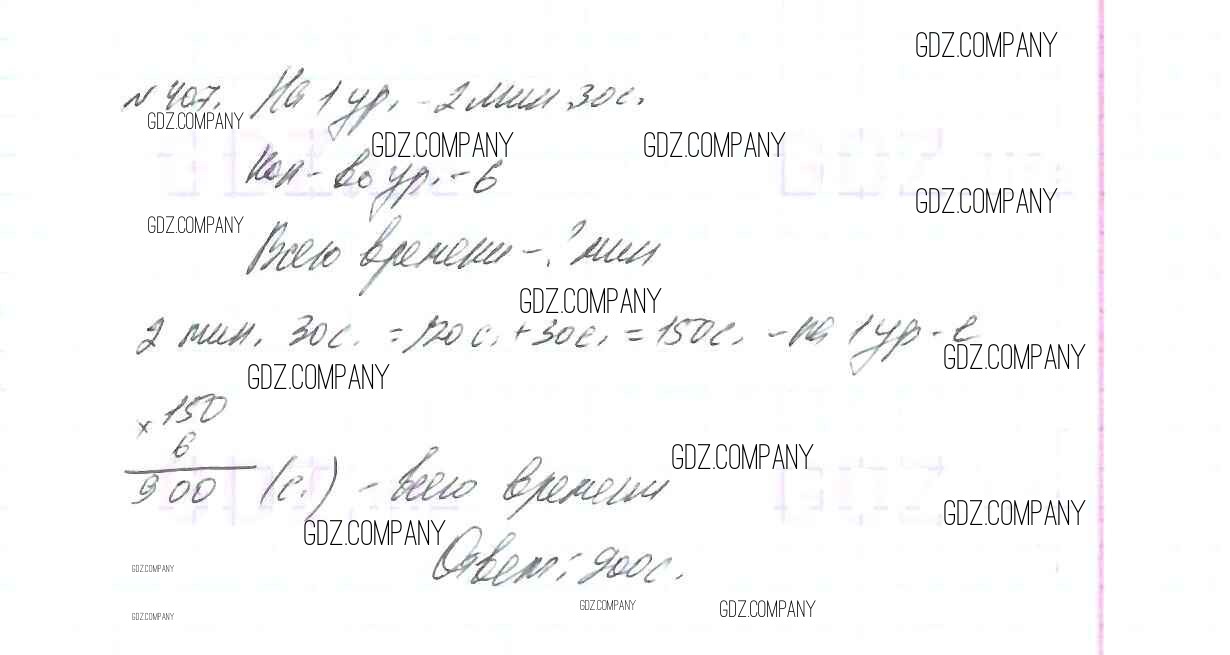 GDZ.COMPANY
№ 407. На 1 ур. - 2 мин 30 с.
GDZ.COMPANY
GDZ.COMPANY GDZ.COMPANY
Кол-во ур. - 6
GDZ.COMPANY
GDZ.COMPANY
Всего времени - ? мин
GDZ.COMPANY
2 мин. 30 с. = 120 с. + 30 с. = 150 с. - на 1 ур-е
GDZ.COMPANY
GDZ.COMPANY
× 150
6
GDZ.COMPANY
900 (с.) - всего времени
GDZ.COMPANY
GDZ.COMPANY
Ответ: 900 с.
GDZ.COMPANY
GDZ.COMPANY GDZ.COMPANY
GDZ.COMPANY